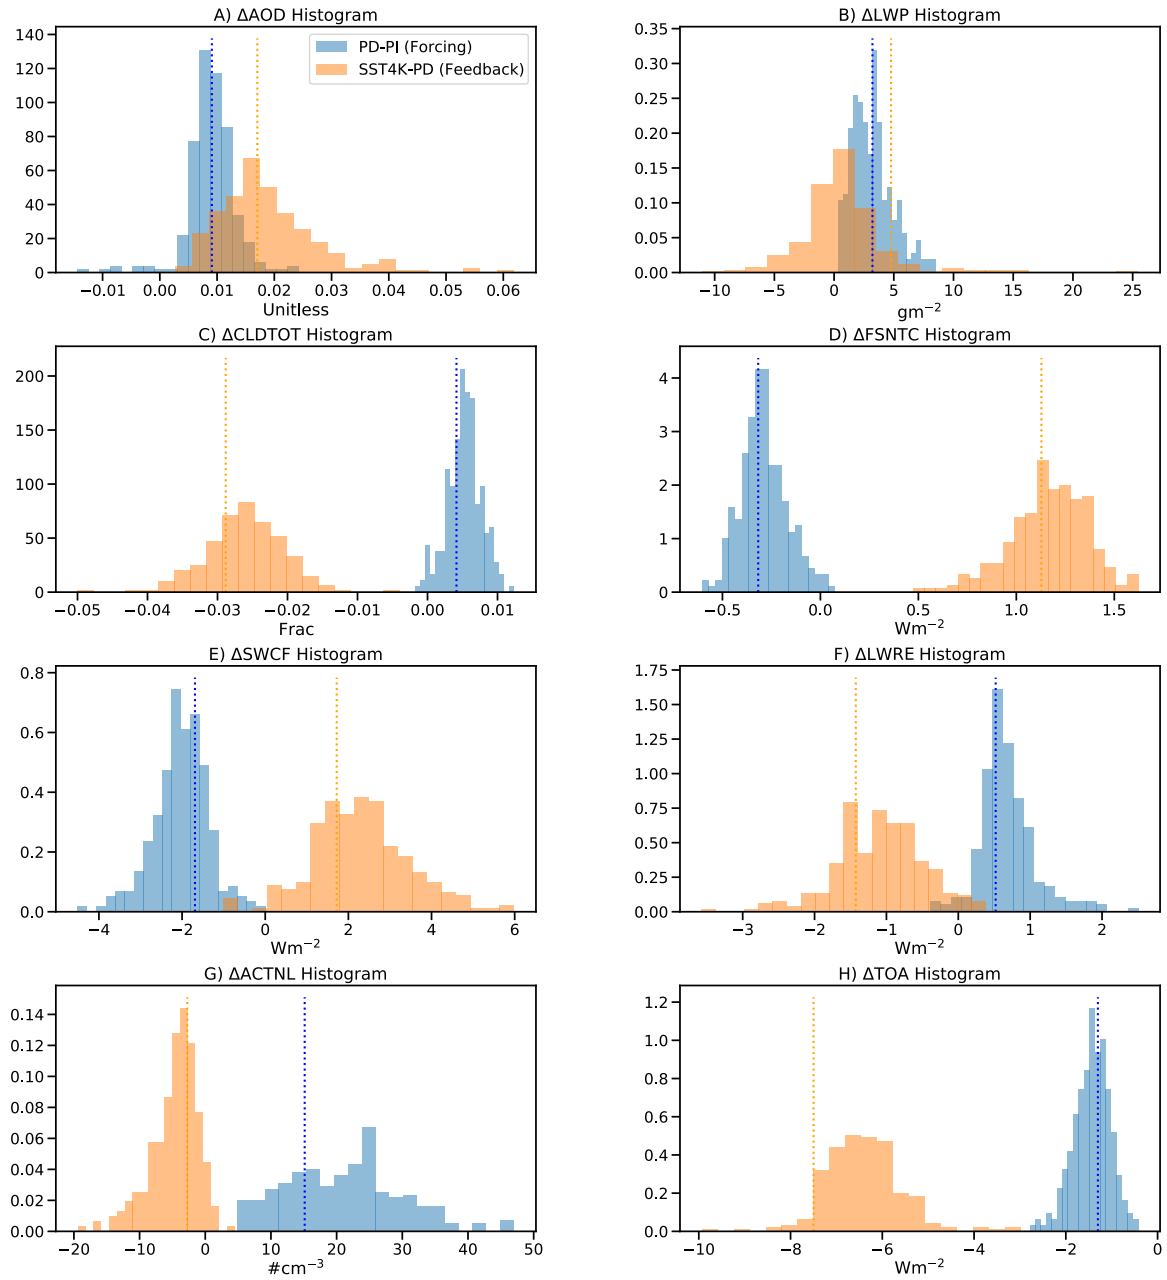 A) ΔAOD Histogram
140
120
100
80
60
40
20
0
PD-PI (Forcing)
SST4K-PD (Feedback)
−0.01 0.00 0.01 0.02 0.03 0.04 0.05 0.06
Unitless
B) ΔLWP Histogram
0.35
0.30
0.25
0.20
0.15
0.10
0.05
0.00
−10 −5 0 5 10 15 20 25
gm⁻²
C) ΔCLDTOT Histogram
200
150
100
50
0
−0.05 −0.04 −0.03 −0.02 −0.01 0.00 0.01
Frac
D) ΔFSNTC Histogram
4
3
2
1
0
−0.5 0.0 0.5 1.0 1.5
Wm⁻²
E) ΔSWCF Histogram
0.8
0.6
0.4
0.2
0.0
−4 −2 0 2 4 6
Wm⁻²
F) ΔLWRE Histogram
1.75
1.50
1.25
1.00
0.75
0.50
0.25
0.00
−3 −2 −1 0 1 2
Wm⁻²
G) ΔACTNL Histogram
0.14
0.12
0.10
0.08
0.06
0.04
0.02
0.00
−20 −10 0 10 20 30 40 50
#cm⁻³
H) ΔTOA Histogram
1.2
1.0
0.8
0.6
0.4
0.2
0.0
−10 −8 −6 −4 −2 0
Wm⁻²